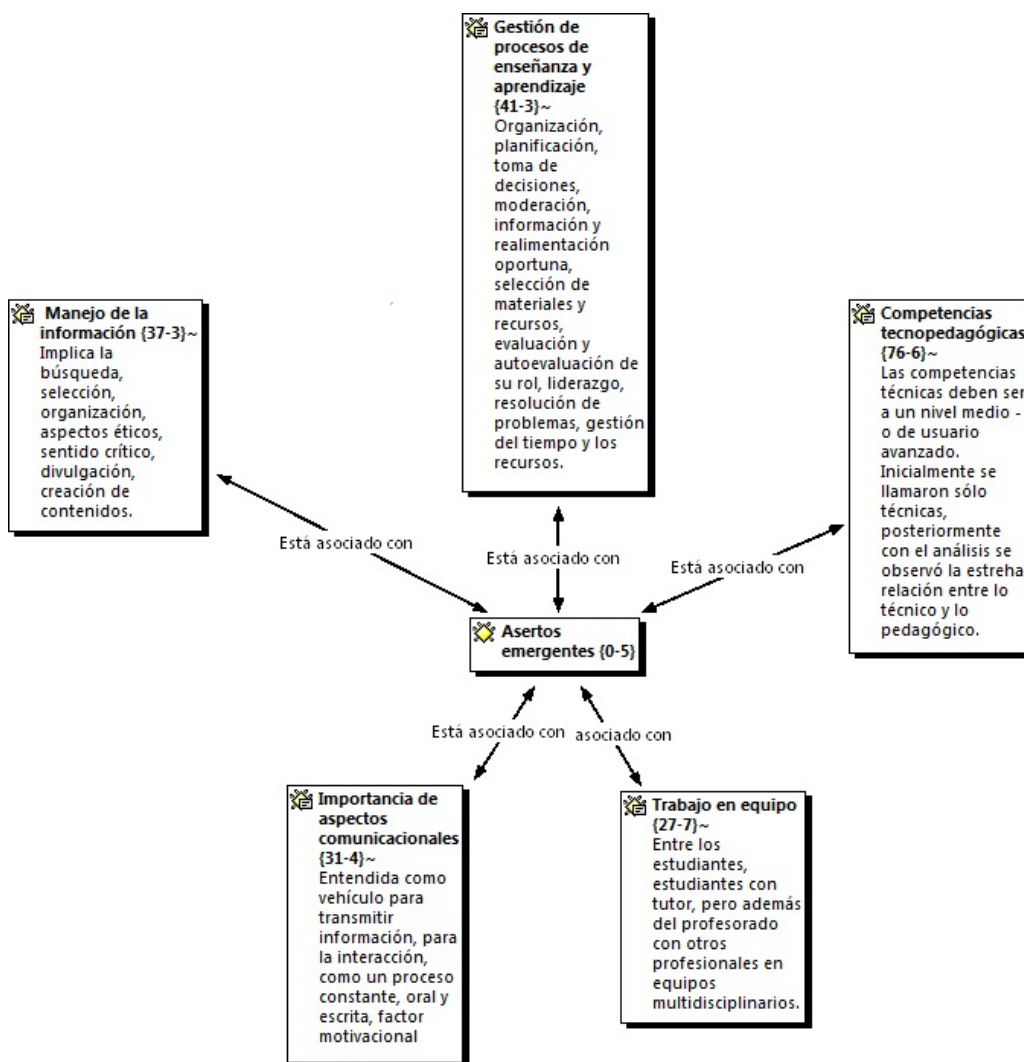 Gestión de
procesos de
enseñanza y
aprendizaje
{41-3}~
Organización,
planificación,
toma de
decisiones,
moderación,
información y
realimentación
oportuna,
selección de
materiales y
recursos,
evaluación y
autoevaluación de
su rol, liderazgo,
resolución de
problemas, gestión
del tiempo y los
recursos.
Manejo de la
información {37-3}~
Implica la
búsqueda,
selección,
organización,
aspectos éticos,
sentido crítico,
divulgación,
creación de
contenidos.
Competencias
tecnopedagógicas
{76-6}~
Las competencias
técnicas deben ser
a un nivel medio -
o de usuario
avanzado.
Inicialmente se
llamaron sólo
técnicas,
posteriormente
con el análisis se
observó la estreha
relación entre lo
técnico y lo
pedagógico.
Está asociado con
Está asociado con
Está asociado con
Asertos
emergentes {0-5}
Está asociado con
asociado con
Importancia de
aspectos
comunicacionales
{31-4}~
Entendida como
vehículo para
transmitir
información, para
la interacción,
como un proceso
constante, oral y
escrita, factor
motivacional
Trabajo en equipo
{27-7}~
Entre los
estudiantes,
estudiantes con
tutor, pero además
del profesorado
con otros
profesionales en
equipos
multidisciplinarios.